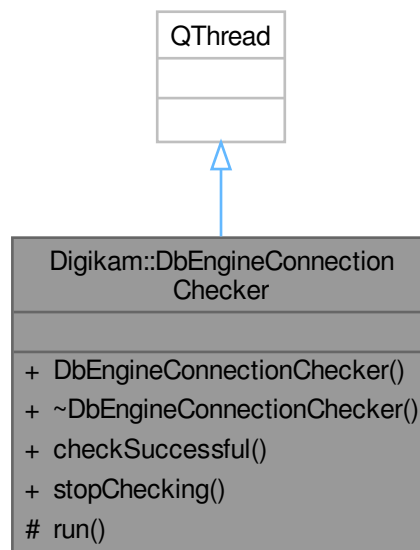 QThread
Digikam::DbEngineConnection
Checker
+ DbEngineConnectionChecker()
+ ~DbEngineConnectionChecker()
+ checkSuccessful()
+ stopChecking()
# run()